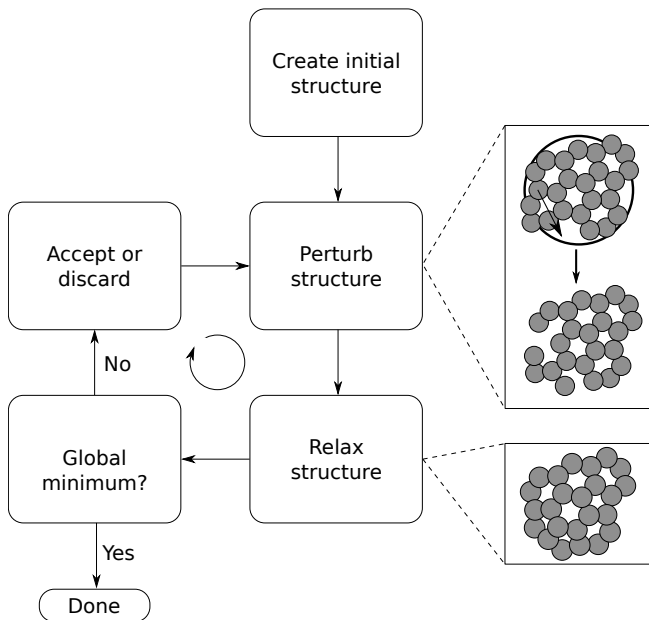 Create initial
structure
Accept or
discard
Perturb
structure
No
Global
minimum?
Relax
structure
Yes
Done